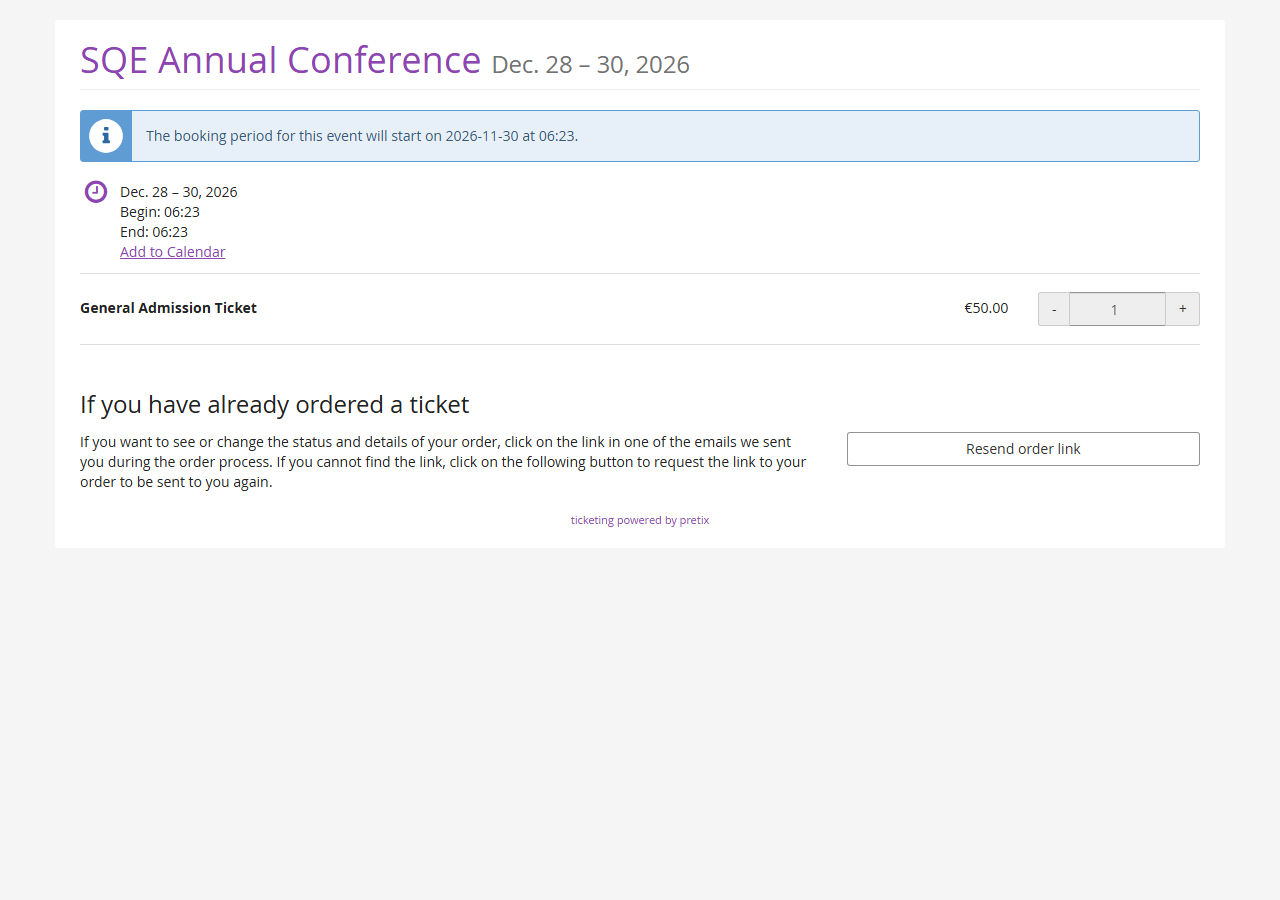 SQE Annual Conference Dec. 28 – 30, 2026
The booking period for this event will start on 2026-11-30 at 06:23.
Dec. 28 – 30, 2026
Begin: 06:23
End: 06:23
Add to Calendar
General Admission Ticket €50.00 - 1 +
If you have already ordered a ticket
If you want to see or change the status and details of your order, click on the link in one of the emails we sent
you during the order process. If you cannot find the link, click on the following button to request the link to your
order to be sent to you again.
Resend order link
ticketing powered by pretix